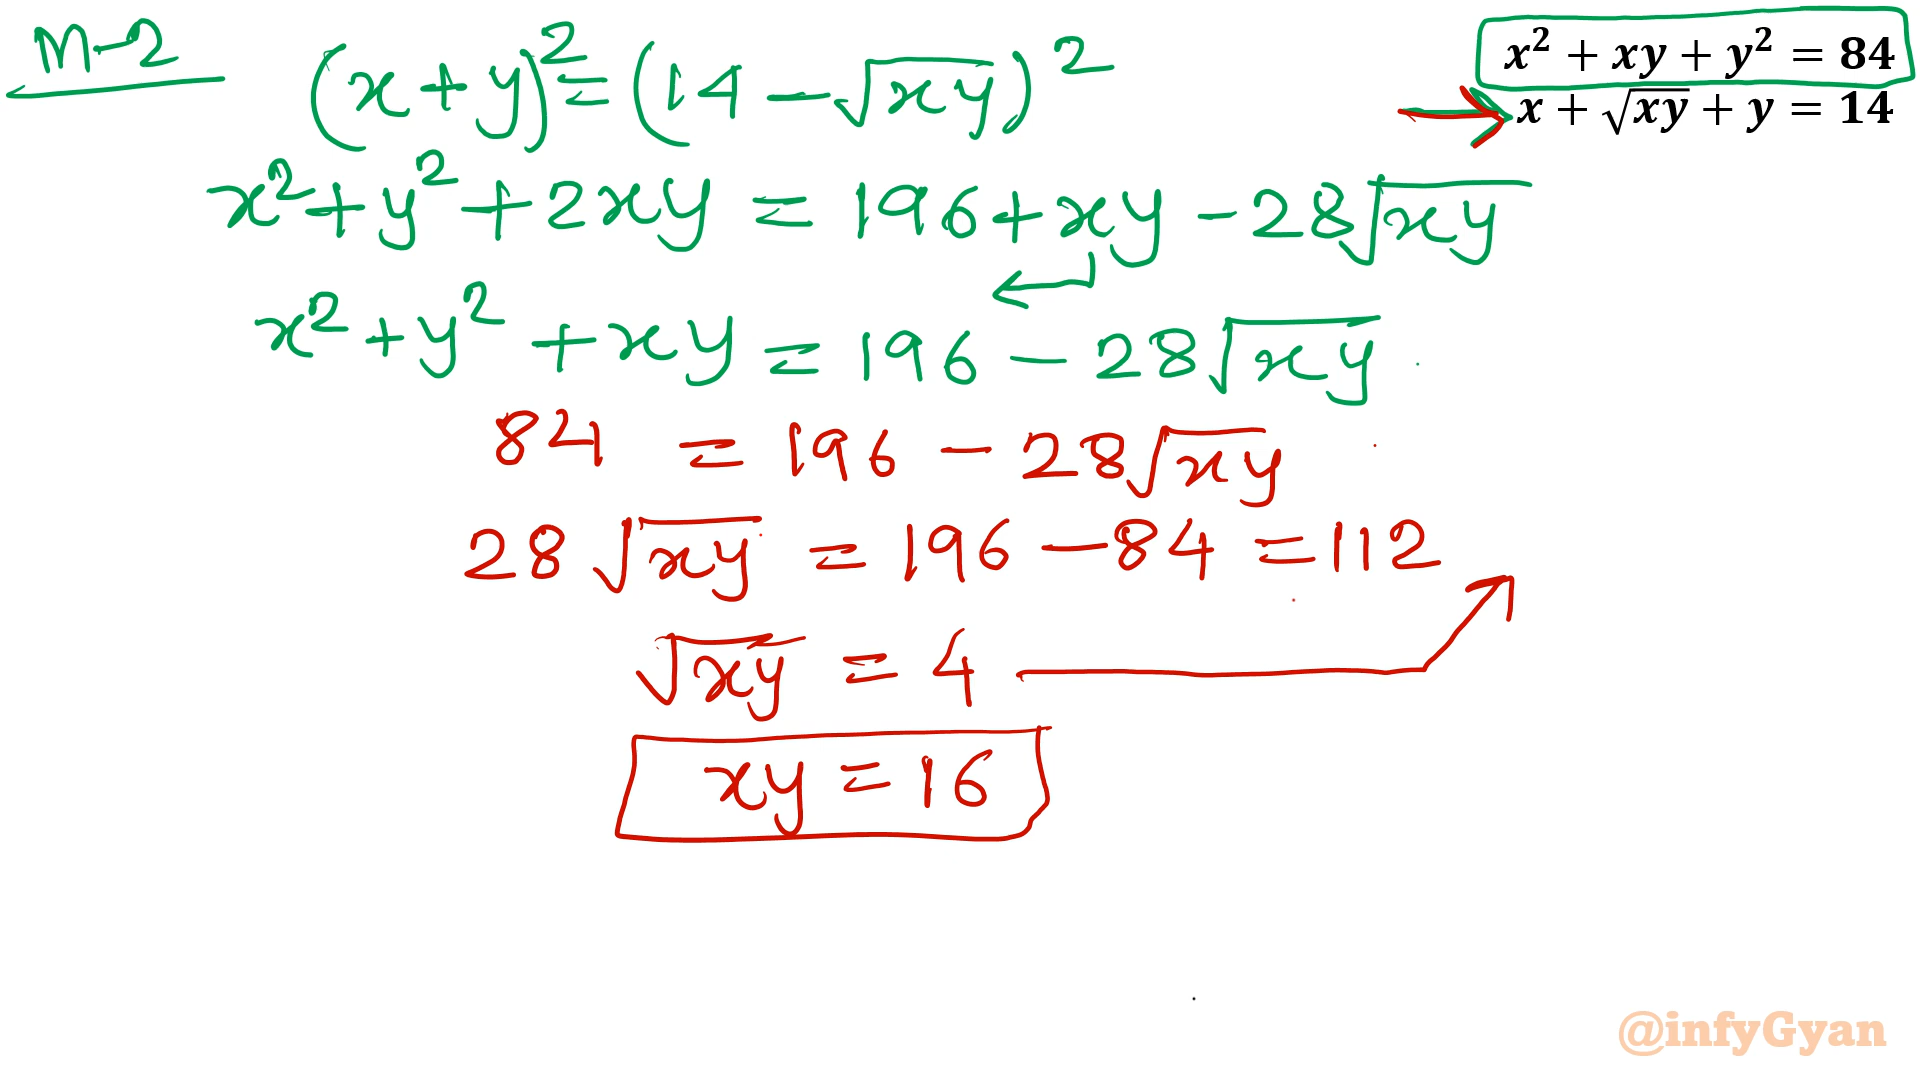 M-2
x² + xy + y² = 84
x + √xy + y = 14
(x + y)² = (14 - √xy)²
x² + y² + 2xy = 196 + xy - 28√xy
x² + y² + xy = 196 - 28√xy
84 = 196 - 28√xy
28√xy = 196 - 84 = 112
√xy = 4
xy = 16
@infyGyan